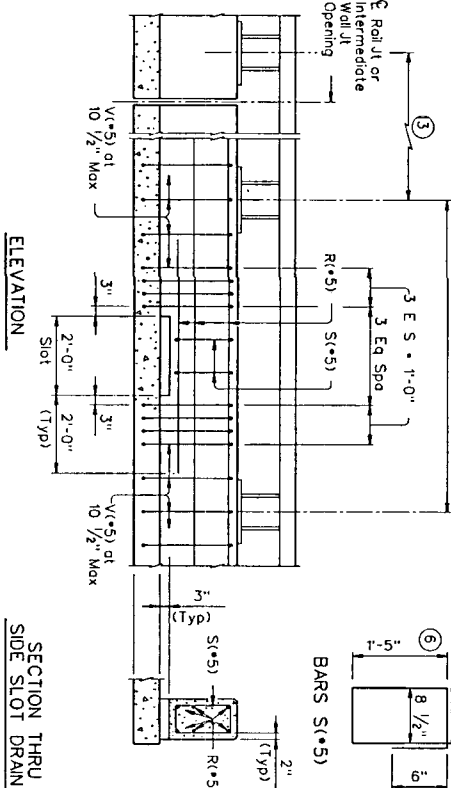 ℄ Rail Jt or
Intermediate
Wall Jt
Opening
13
3 E S = 1'-0"
3 Eq Spa
R(#5)
S(#5)
V(#5) at
10 1/2" Max
3"
2'-0"
Slot
3"
2'-0"
(Typ)
V(#5) at
10 1/2" Max
ELEVATION
6
1'-5"
8 1/2"
6"
BARS S(#5)
3"
(Typ)
S(#5)
2"
(Typ)
R(#5
SECTION THRU
SIDE SLOT DRAIN